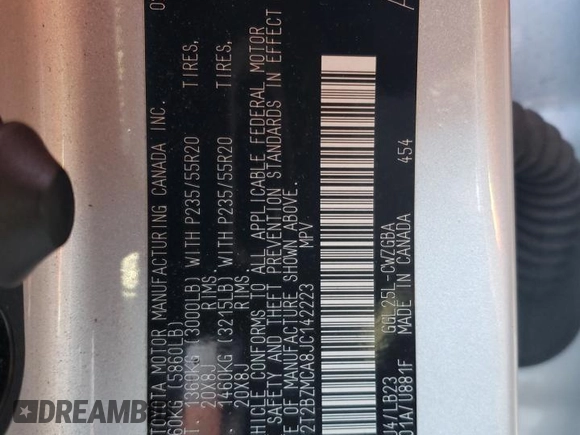 TOYOTA MOTOR MANUFACTURING CANADA INC.
60KG (5860LB)
1360KG (3000LB) WITH P235/55R20 TIRES,
20X8J RIMS.
1460KG (3215LB) WITH P235/55R20 TIRES,
20X8J RIMS.
VEHICLE CONFORMS TO ALL APPLICABLE FEDERAL MOTOR
SAFETY, AND THEFT PREVENTION STANDARDS IN EFFECT
OF MANUFACTURE SHOWN ABOVE.
2T2BZMCA8JC142223 MPV
J4/LB23 GGL25L-CWZGBA
01A/U881F MADE IN CANADA 454
DREAMB